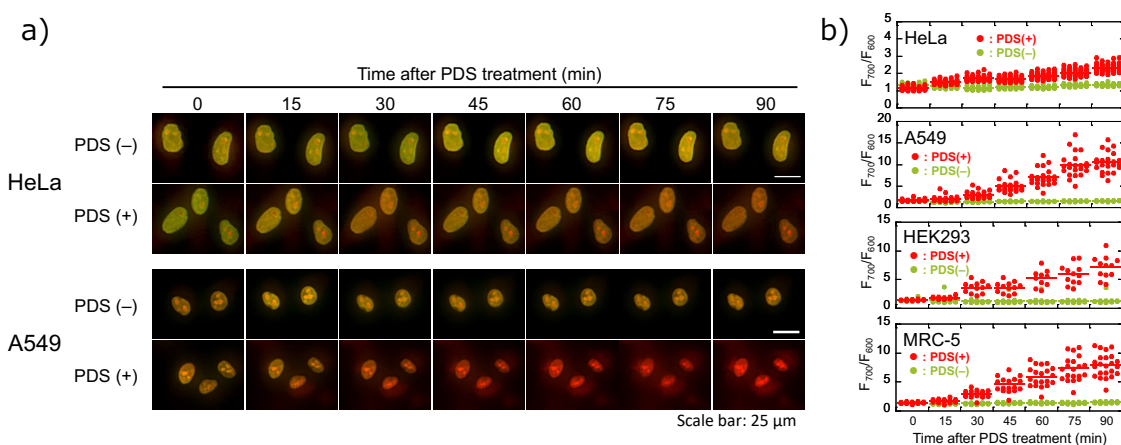 a)
Time after PDS treatment (min)
0 15 30 45 60 75 90
HeLa
PDS (–)
PDS (+)
A549
PDS (–)
PDS (+)
Scale bar: 25 µm
b)
HeLa
: PDS(+)
: PDS(–)
F700/F600
5
4
3
2
1
0
A549
: PDS(+)
: PDS(–)
F700/F600
20
15
10
5
0
HEK293
: PDS(+)
: PDS(–)
F700/F600
15
10
5
0
MRC-5
: PDS(+)
: PDS(–)
F700/F600
15
10
5
0
0 15 30 45 60 75 90
Time after PDS treatment (min)